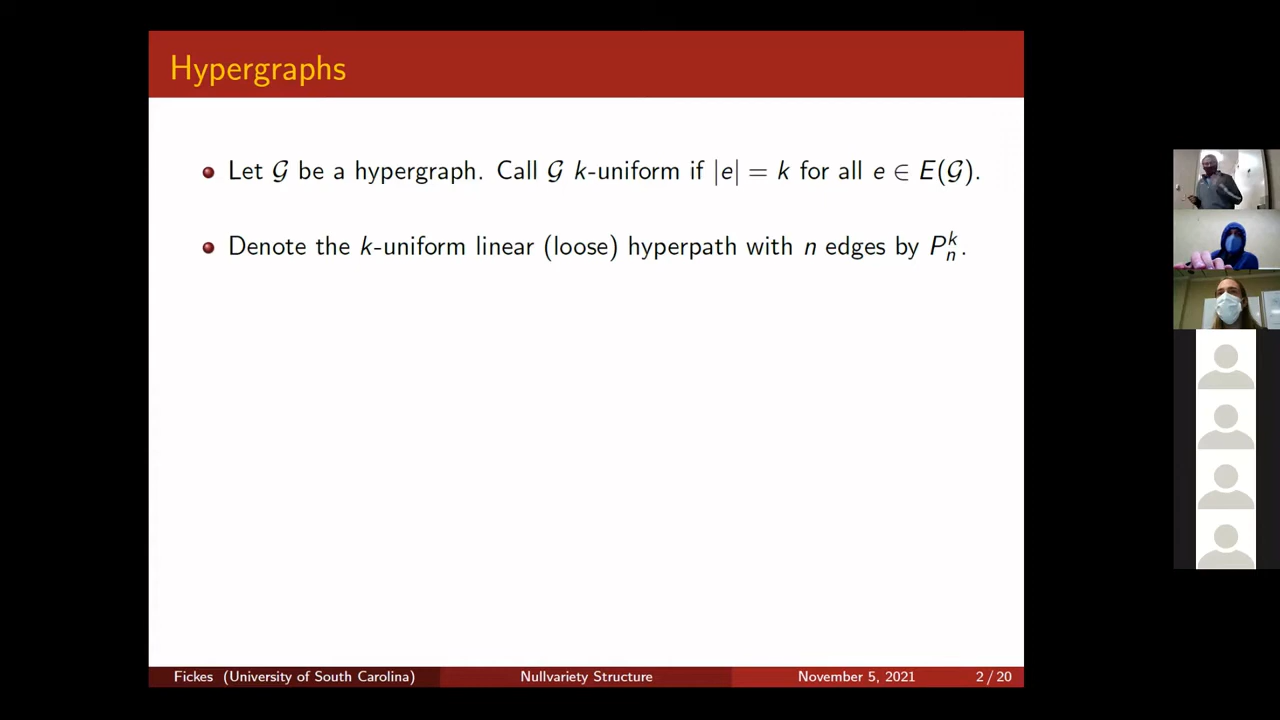 Hypergraphs
Let 𝒢 be a hypergraph. Call 𝒢 k-uniform if |e| = k for all e ∈ E(𝒢).
Denote the k-uniform linear (loose) hyperpath with n edges by Pₙᵏ.
Fickes (University of South Carolina) Nullvariety Structure November 5, 2021 2 / 20